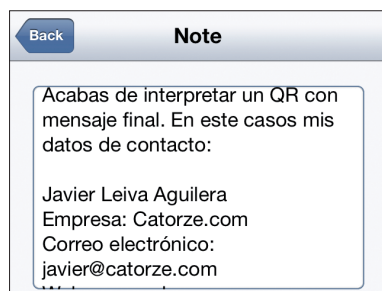 Back
Note
Acabas de interpretar un QR con
mensaje final. En este casos mis
datos de contacto:
Javier Leiva Aguilera
Empresa: Catorze.com
Correo electrónico:
javier@catorze.com